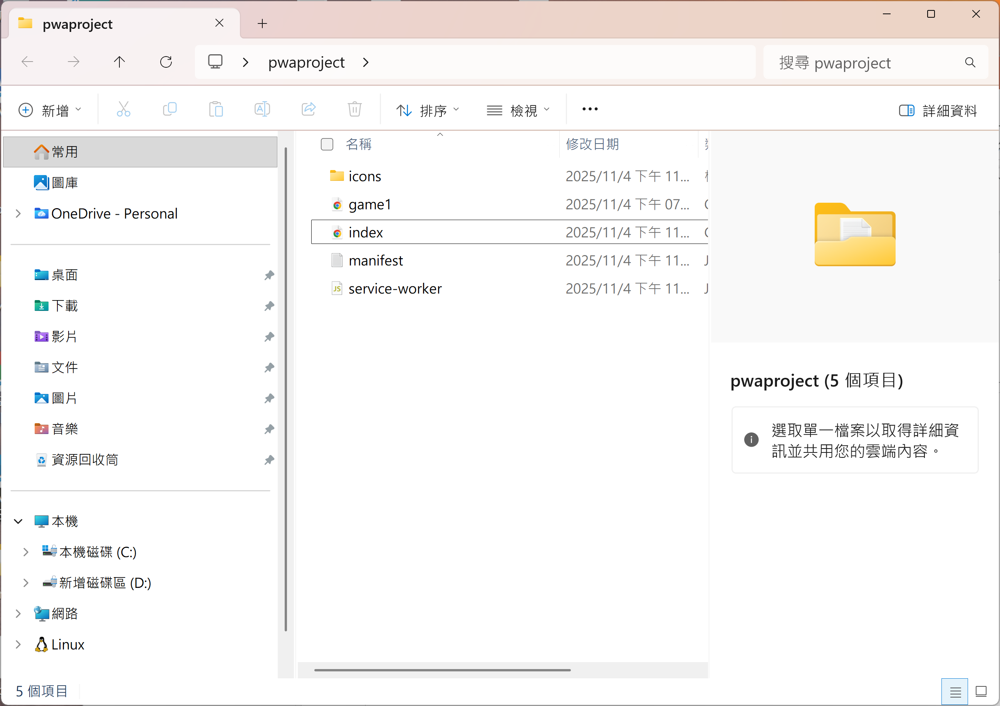 pwaproject
pwaproject
搜尋 pwaproject
新增
排序
檢視
詳細資料
常用
圖庫
OneDrive - Personal
桌面
下載
影片
文件
圖片
音樂
資源回收筒
本機
本機磁碟 (C:)
新增磁碟區 (D:)
網路
Linux
名稱 修改日期
icons 2025/11/4 下午 11...
game1 2025/11/4 下午 07...
index 2025/11/4 下午 11...
manifest 2025/11/4 下午 11...
service-worker 2025/11/4 下午 11...
pwaproject (5 個項目)
選取單一檔案以取得詳細資
訊並共用您的雲端內容。
5 個項目